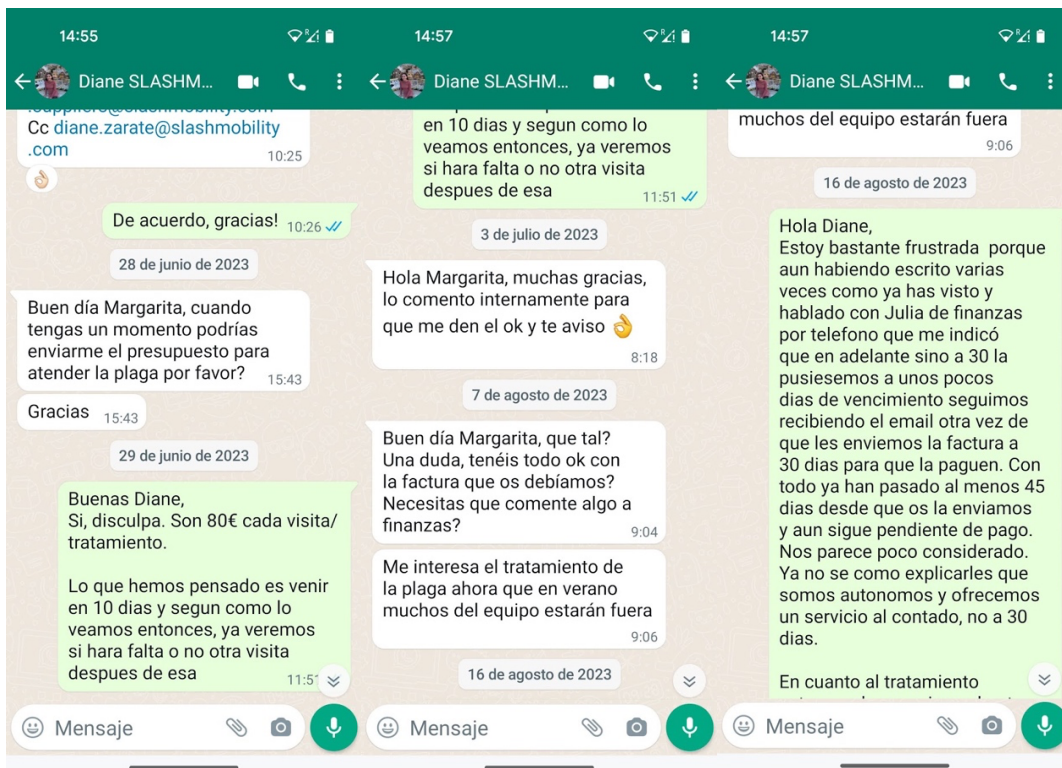 14:55
Diane SLASHM...
Cc diane.zarate@slashmobility
.com
10:25
De acuerdo, gracias! 10:26
28 de junio de 2023
Buen día Margarita, cuando
tengas un momento podrías
enviarme el presupuesto para
atender la plaga por favor? 15:43
Gracias 15:43
29 de junio de 2023
Buenas Diane,
Si, disculpa. Son 80€ cada visita/
tratamiento.
Lo que hemos pensado es venir
en 10 dias y segun como lo
veamos entonces, ya veremos
si hara falta o no otra visita
despues de esa
Mensaje
14:57
Diane SLASHM...
en 10 dias y segun como lo
veamos entonces, ya veremos
si hara falta o no otra visita
despues de esa 11:51
3 de julio de 2023
Hola Margarita, muchas gracias,
lo comento internamente para
que me den el ok y te aviso 👌
8:18
7 de agosto de 2023
Buen día Margarita, que tal?
Una duda, tenéis todo ok con
la factura que os debíamos?
Necesitas que comente algo a
finanzas? 9:04
Me interesa el tratamiento de
la plaga ahora que en verano
muchos del equipo estarán fuera
9:06
16 de agosto de 2023
Mensaje
14:57
Diane SLASHM...
muchos del equipo estarán fuera
9:06
16 de agosto de 2023
Hola Diane,
Estoy bastante frustrada porque
aun habiendo escrito varias
veces como ya has visto y
hablado con Julia de finanzas
por telefono que me indicó
que en adelante sino a 30 la
pusiesemos a unos pocos
dias de vencimiento seguimos
recibiendo el email otra vez de
que les enviemos la factura a
30 dias para que la paguen. Con
todo ya han pasado al menos 45
dias desde que os la enviamos
y aun sigue pendiente de pago.
Nos parece poco considerado.
Ya no se como explicarles que
somos autonomos y ofrecemos
un servicio al contado, no a 30
dias.
En cuanto al tratamiento
Mensaje